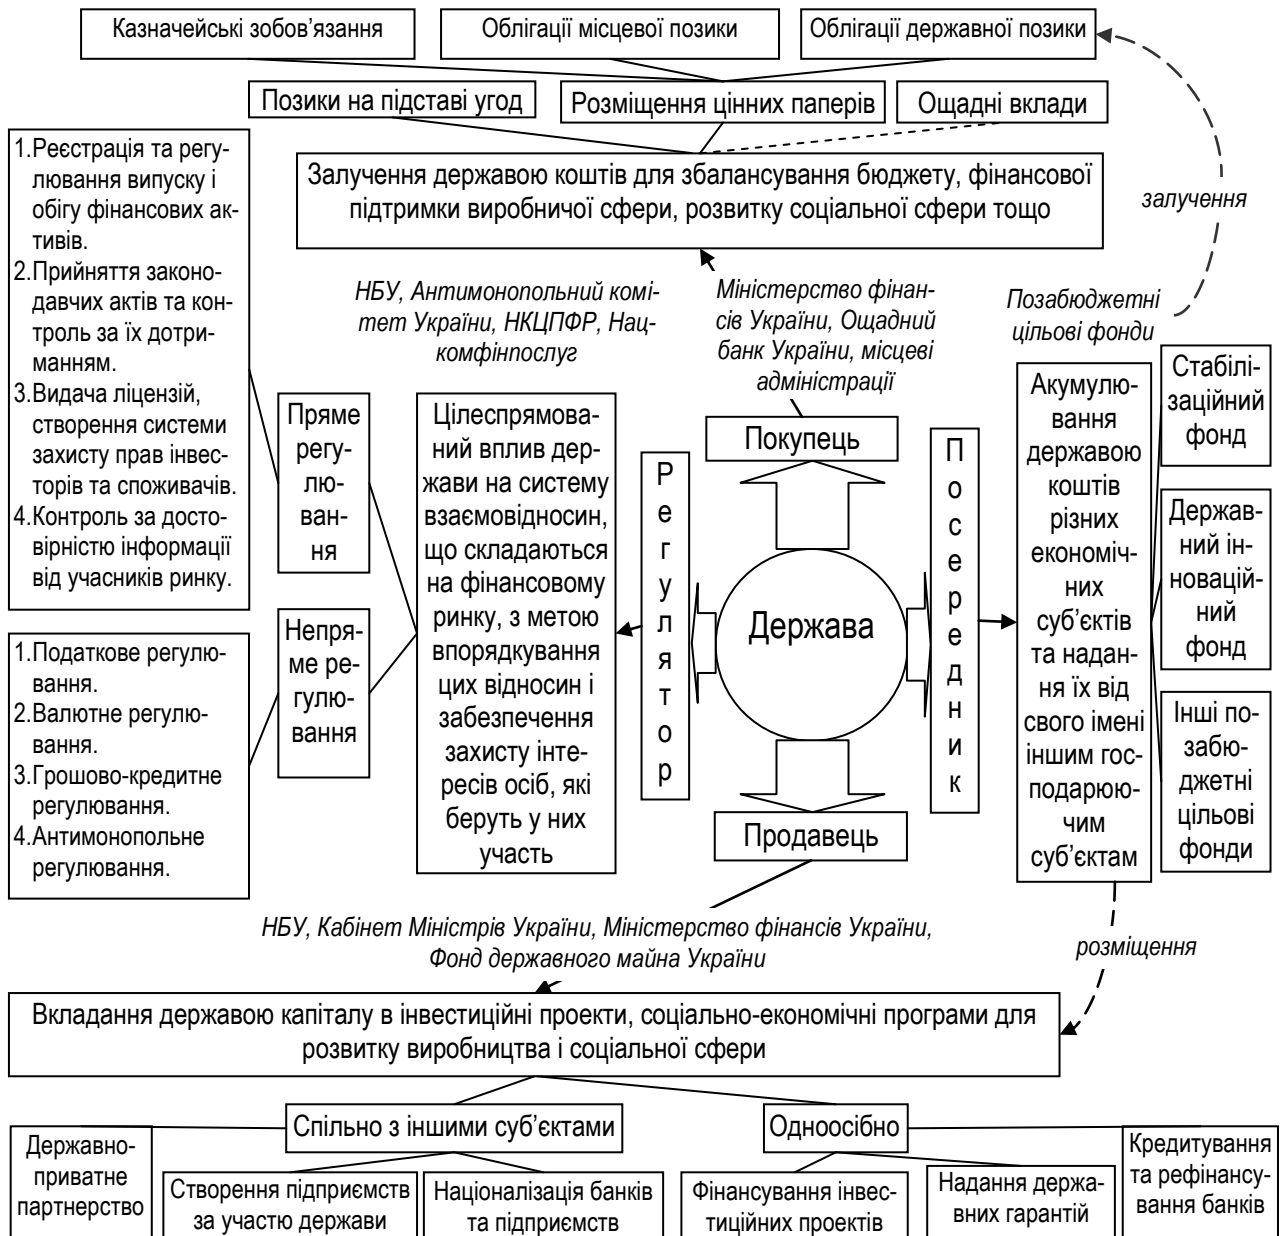 Казначейські зобов’язання
Облігації місцевої позики
Облігації державної позики
Позики на підставі угод
Розміщення цінних паперів
Ощадні вклади
Залучення державою коштів для збалансування бюджету, фінансової
підтримки виробничої сфери, розвитку соціальної сфери тощо
залучення
1.Реєстрація та регу-
лювання випуску і
обігу фінансових ак-
тивів.
2.Прийняття законо-
давчих актів та кон-
троль за їх дотри-
манням.
3.Видача ліцензій,
створення системи
захисту прав інвес-
торів та споживачів.
4.Контроль за досто-
вірністю інформації
від учасників ринку.
1.Податкове регулю-
вання.
2.Валютне регулю-
вання.
3.Грошово-кредитне
регулювання.
4.Антимонопольне
регулювання.
Пряме
регу-
лю-
ван-
ня
Непря-
ме ре-
гулю-
вання
НБУ, Антимонопольний комі-
тет України, НКЦПФР, Нац-
комфінпослуг
Цілеспрямова-
ний вплив дер-
жави на систему
взаємовідносин,
що складаються
на фінансовому
ринку, з метою
впорядкування
цих відносин і
забезпечення
захисту інте-
ресів осіб, які
беруть у них
участь
Міністерство фінан-
сів України, Ощадний
банк України, місцеві
адміністрації
Покупець
Р
е
г
у
л
я
т
о
р
Держава
П
о
с
е
р
е
д
н
и
к
Продавець
Позабюджетні
цільові фонди
Акумулю-
вання
державою
коштів
різних
економіч-
них
суб’єктів
та надан-
ня їх від
свого імені
іншим гос-
подарюю-
чим
суб’єктам
Стабілі-
заційний
фонд
Держав-
ний ін-
новацій-
ний
фонд
Інші по-
забю-
джетні
цільові
фонди
НБУ, Кабінет Міністрів України, Міністерство фінансів України,
Фонд державного майна України
розміщення
Вкладання державою капіталу в інвестиційні проекти, соціально-економічні програми для
розвитку виробництва і соціальної сфери
Спільно з іншими суб’єктами
Одноосібно
Державно-
приватне
партнерство
Створення підприємств
за участю держави
Націоналізація банків
та підприємств
Фінансування інвес-
тиційних проектів
Надання держа-
вних гарантій
Кредитування
та рефінансу-
вання банків